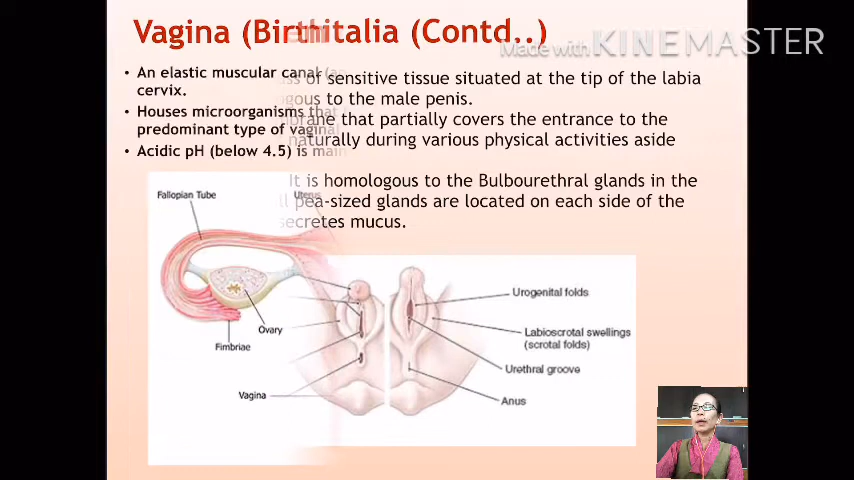 Vagina (Birthitalia (Contd..)
Made with KINEMASTER
An elastic muscular canal
of sensitive tissue situated at the tip of the labia
cervix.
to the male penis.
Houses microorganisms that
that partially covers the entrance to the
predominant type of vaginal
naturally during various physical activities aside
Acidic pH (below 4.5) is
It is homologous to the Bulbourethral glands in the
pea-sized glands are located on each side of the
secretes mucus.
Fallopian Tube
Uterus
Ovary
Fimbriae
Vagina
Urogenital folds
Labioscrotal swellings
(scrotal folds)
Urethral groove
Anus